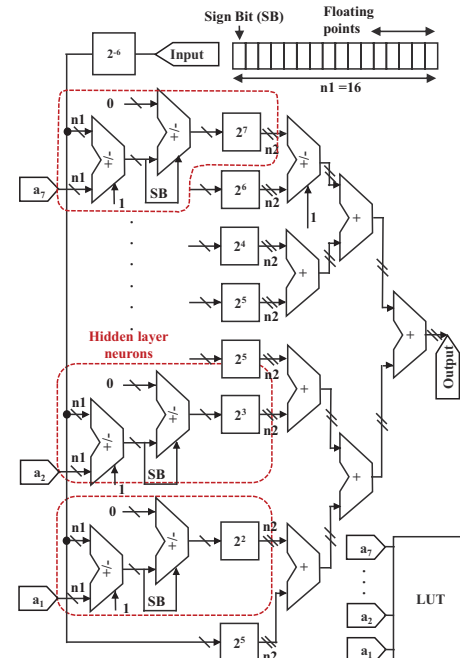 Sign Bit (SB)
Floating
points
2-6
Input
n1 =16
0
n1
+/-
+/-
2⁷
n2
+/-
n1
a7
SB
1
2⁶
n2
1
+
2⁴
n2
+
2⁵
n2
+
Output
Hidden layer
neurons
2⁵
n2
0
n1
+/-
+/-
2³
n2
+
n1
a2
SB
1
+
0
n1
+/-
+/-
2²
n2
+
n1
a1
SB
1
2⁵
n2
a7
a2
a1
LUT